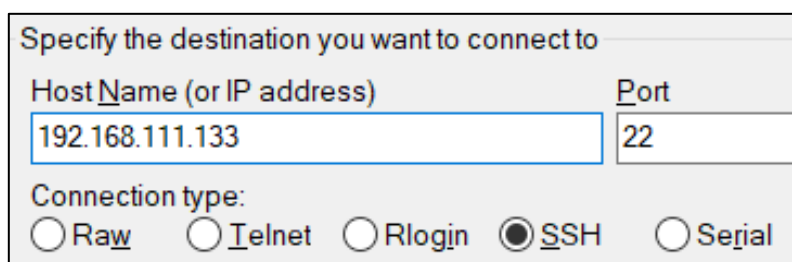 Specify the destination you want to connect to
Host Name (or IP address) Port
192.168.111.133 22
Connection type:
Raw Telnet Rlogin SSH Serial